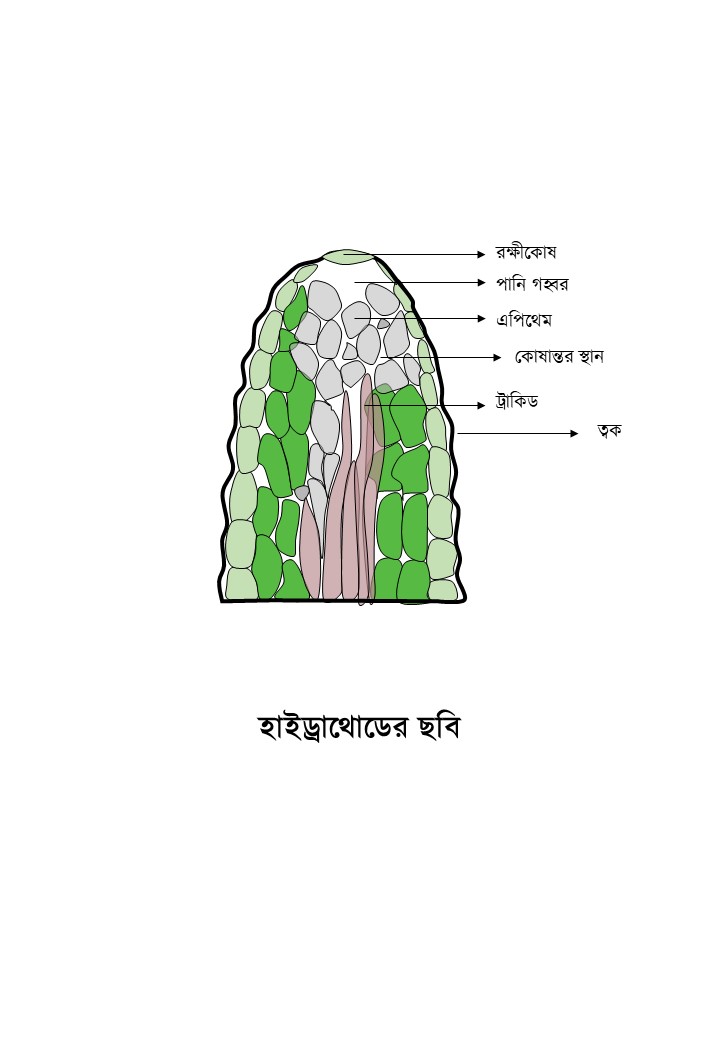 রক্ষীকোষ
পানি গহ্বর
এপিথেম
কোষান্তর স্থান
ট্রাকিড
ত্বক
হাইড্রাথোডের ছবি